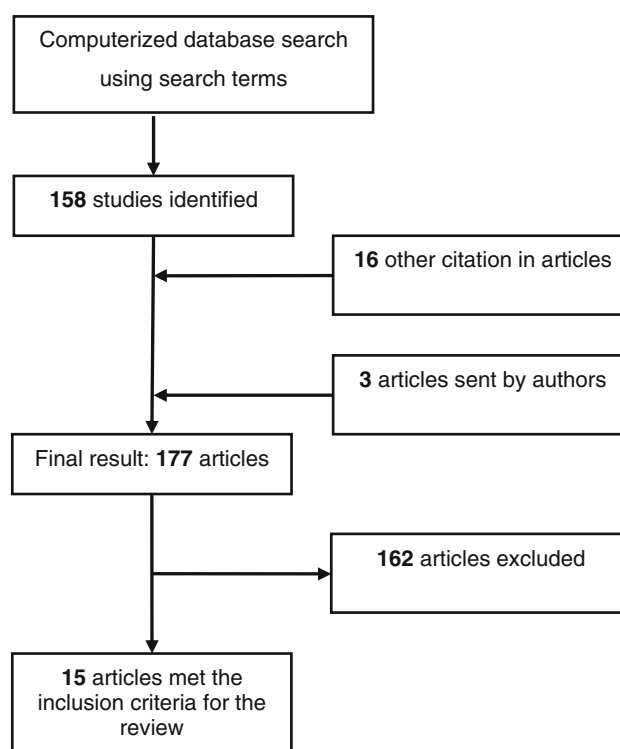 Computerized database search
using search terms
158 studies identified
16 other citation in articles
3 articles sent by authors
Final result: 177 articles
162 articles excluded
15 articles met the
inclusion criteria for the
review